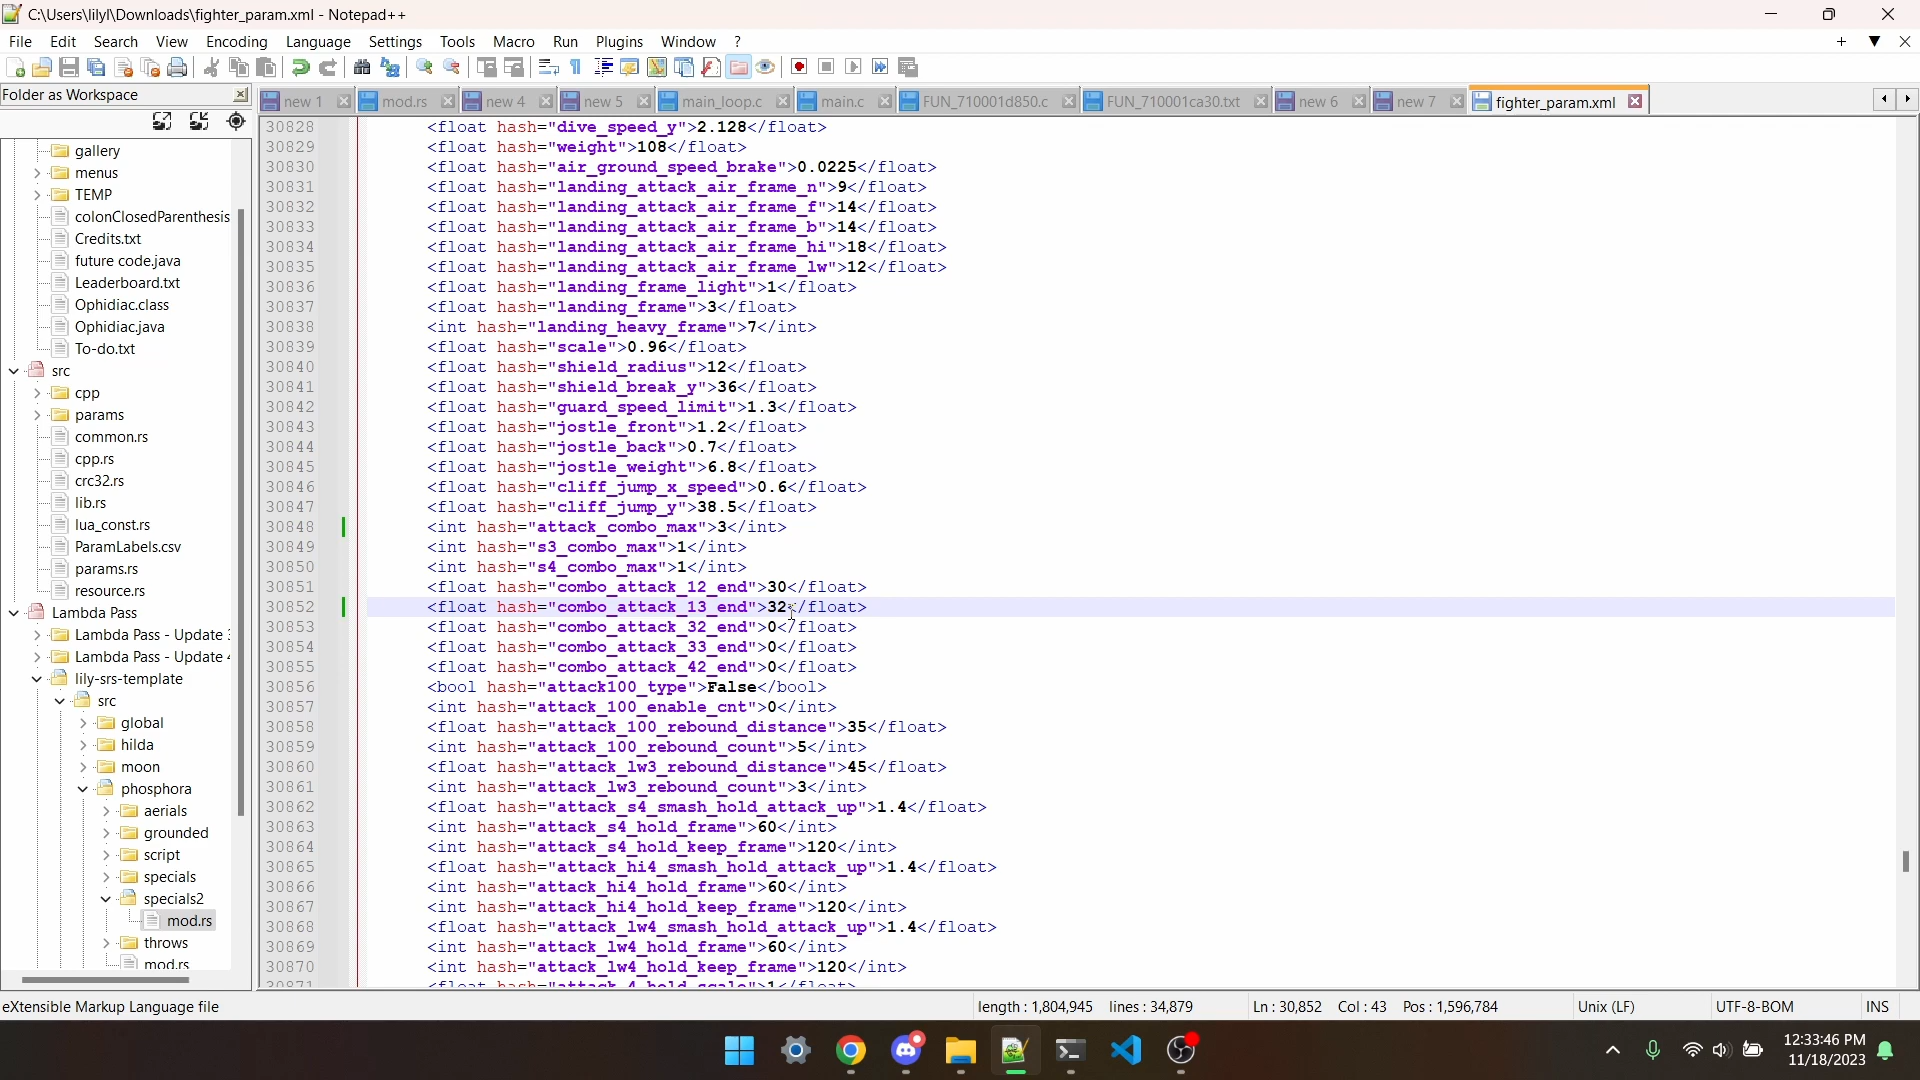 C:\Users\lilyl\Downloads\fighter_param.xml - Notepad++
File Edit Search View Encoding Language Settings Tools Macro Run Plugins Window ?
Folder as Workspace
new 1 mod.rs new 4 new 5 main_loop.c main.c FUN_710001d850.c FUN_710001ca30.txt new 6 new 7 fighter_param.xml
gallery
menus
TEMP
colonClosedParenthesis
Credits.txt
future code.java
Leaderboard.txt
Ophidiac.class
Ophidiac.java
To-do.txt
src
cpp
params
common.rs
cpp.rs
crc32.rs
lib.rs
lua_const.rs
ParamLabels.csv
params.rs
resource.rs
Lambda Pass
Lambda Pass - Update
Lambda Pass - Update
lily-srs-template
src
global
hilda
moon
phosphora
aerials
grounded
script
specials
specials2
mod.rs
throws
mod.rs
30828 <float hash="dive_speed_y">2.128</float>
30829 <float hash="weight">108</float>
30830 <float hash="air_ground_speed_brake">0.0225</float>
30831 <float hash="landing_attack_air_frame_n">9</float>
30832 <float hash="landing_attack_air_frame_f">14</float>
30833 <float hash="landing_attack_air_frame_b">14</float>
30834 <float hash="landing_attack_air_frame_hi">18</float>
30835 <float hash="landing_attack_air_frame_lw">12</float>
30836 <float hash="landing_frame_light">1</float>
30837 <float hash="landing_frame">3</float>
30838 <int hash="landing_heavy_frame">7</int>
30839 <float hash="scale">0.96</float>
30840 <float hash="shield_radius">12</float>
30841 <float hash="shield_break_y">36</float>
30842 <float hash="guard_speed_limit">1.3</float>
30843 <float hash="jostle_front">1.2</float>
30844 <float hash="jostle_back">0.7</float>
30845 <float hash="jostle_weight">6.8</float>
30846 <float hash="cliff_jump_x_speed">0.6</float>
30847 <float hash="cliff_jump_y">38.5</float>
30848 <int hash="attack_combo_max">3</int>
30849 <int hash="s3_combo_max">1</int>
30850 <int hash="s4_combo_max">1</int>
30851 <float hash="combo_attack_12_end">30</float>
30852 <float hash="combo_attack_13_end">32</float>
30853 <float hash="combo_attack_32_end">0</float>
30854 <float hash="combo_attack_33_end">0</float>
30855 <float hash="combo_attack_42_end">0</float>
30856 <bool hash="attack100_type">False</bool>
30857 <int hash="attack_100_enable_cnt">0</int>
30858 <float hash="attack_100_rebound_distance">35</float>
30859 <int hash="attack_100_rebound_count">5</int>
30860 <float hash="attack_lw3_rebound_distance">45</float>
30861 <int hash="attack_lw3_rebound_count">3</int>
30862 <float hash="attack_s4_smash_hold_attack_up">1.4</float>
30863 <int hash="attack_s4_hold_frame">60</int>
30864 <int hash="attack_s4_hold_keep_frame">120</int>
30865 <float hash="attack_hi4_smash_hold_attack_up">1.4</float>
30866 <int hash="attack_hi4_hold_frame">60</int>
30867 <int hash="attack_hi4_hold_keep_frame">120</int>
30868 <float hash="attack_lw4_smash_hold_attack_up">1.4</float>
30869 <int hash="attack_lw4_hold_frame">60</int>
30870 <int hash="attack_lw4_hold_keep_frame">120</int>
30871 <float hash="attack_4_hold_scale">1</float>
eXtensible Markup Language file length : 1,804,945 lines : 34,879 Ln : 30,852 Col : 43 Pos : 1,596,784 Unix (LF) UTF-8-BOM INS
12:33:46 PM
11/18/2023